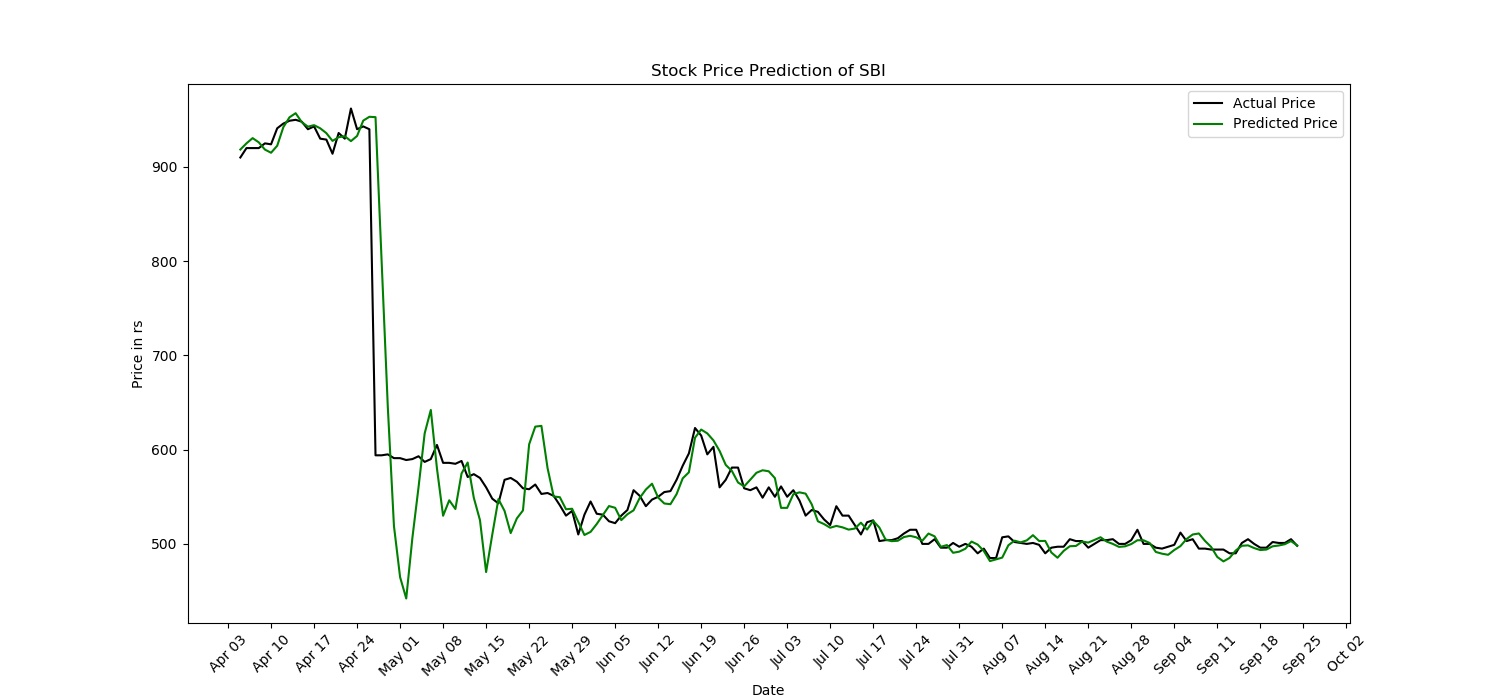 Stock Price Prediction of SBI
Actual Price
Predicted Price
Price in rs
900
800
700
600
500
Apr 03
Apr 10
Apr 17
Apr 24
May 01
May 08
May 15
May 22
May 29
Jun 05
Jun 12
Jun 19
Jun 26
Jul 03
Jul 10
Jul 17
Jul 24
Jul 31
Aug 07
Aug 14
Aug 21
Aug 28
Sep 04
Sep 11
Sep 18
Sep 25
Oct 02
Date